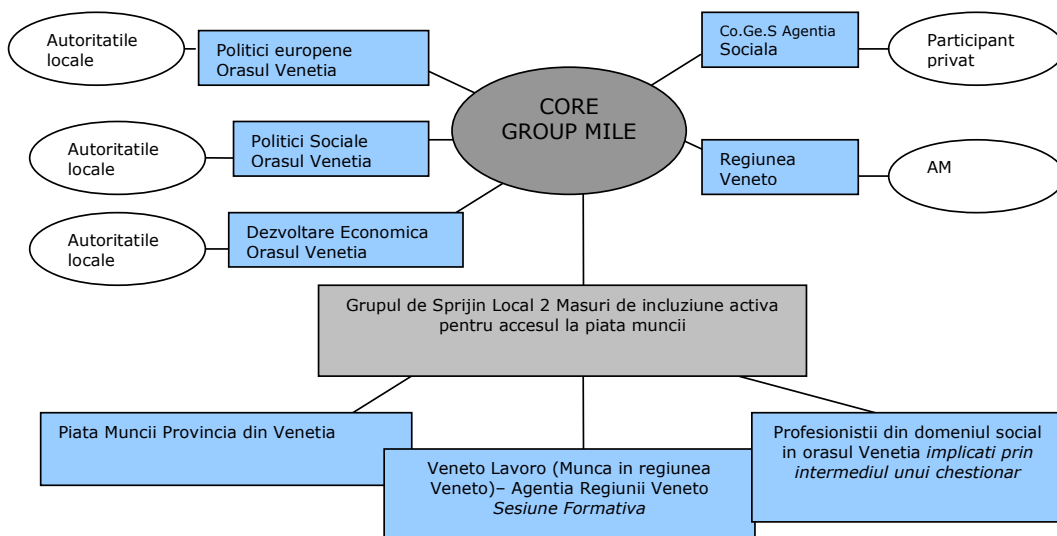 Autoritatile
locale
Politici europene
Orasul Venetia
Co.Ge.S Agentia
Sociala
Participant
privat
CORE
GROUP MILE
Autoritatile
locale
Politici Sociale
Orasul Venetia
Regiunea
Veneto
AM
Autoritatile
locale
Dezvoltare Economica
Orasul Venetia
Grupul de Sprijin Local 2 Masuri de incluziune activa
pentru accesul la piata muncii
Piata Muncii Provincia din Venetia
Veneto Lavoro (Munca in regiunea
Veneto)– Agentia Regiunii Veneto
Sesiune Formativa
Profesionistii din domeniul social
in orasul Venetia implicati prin
intermediul unui chestionar